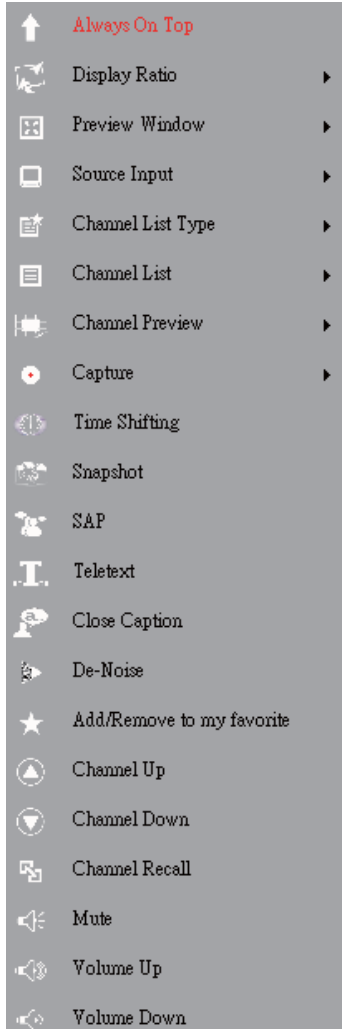 Always On Top
Display Ratio
Preview Window
Source Input
Channel List Type
Channel List
Channel Preview
Capture
Time Shifting
Snapshot
SAP
Teletext
Close Caption
De-Noise
Add/Remove to my favorite
Channel Up
Channel Down
Channel Recall
Mute
Volume Up
Volume Down